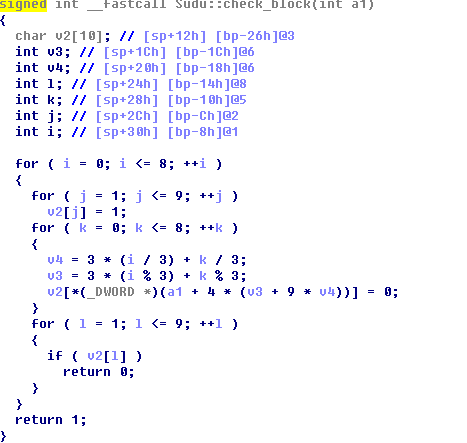 signed int __fastcall Sudu::check_block(int a1)
{
  char v2[10]; // [sp+12h] [bp-26h]@3
  int v3; // [sp+1Ch] [bp-1Ch]@6
  int v4; // [sp+20h] [bp-18h]@6
  int l; // [sp+24h] [bp-14h]@8
  int k; // [sp+28h] [bp-10h]@5
  int j; // [sp+2Ch] [bp-Ch]@2
  int i; // [sp+30h] [bp-8h]@1

  for ( i = 0; i <= 8; ++i )
  {
    for ( j = 1; j <= 9; ++j )
      v2[j] = 1;
    for ( k = 0; k <= 8; ++k )
    {
      v4 = 3 * (i / 3) + k / 3;
      v3 = 3 * (i % 3) + k % 3;
      v2[*(_DWORD *)(a1 + 4 * (v3 + 9 * v4))] = 0;
    }
    for ( l = 1; l <= 9; ++l )
    {
      if ( v2[l] )
        return 0;
    }
  }
  return 1;
}